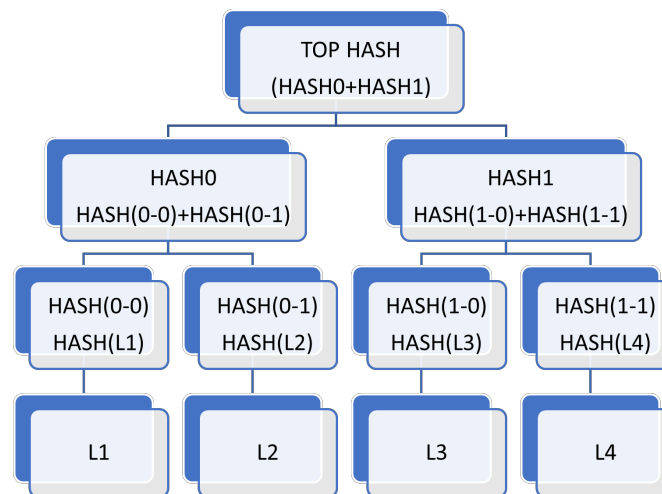 TOP HASH
(HASH0+HASH1)
HASH0
HASH(0-0)+HASH(0-1)
HASH1
HASH(1-0)+HASH(1-1)
HASH(0-0)
HASH(L1)
HASH(0-1)
HASH(L2)
HASH(1-0)
HASH(L3)
HASH(1-1)
HASH(L4)
L1
L2
L3
L4